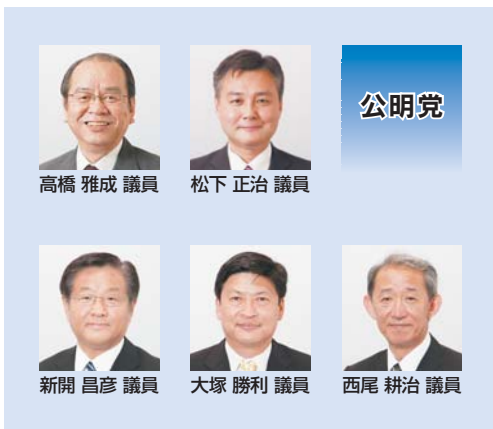 公明党
高橋 雅成 議員
松下 正治 議員
新開 昌彦 議員
大塚 勝利 議員
西尾 耕治 議員